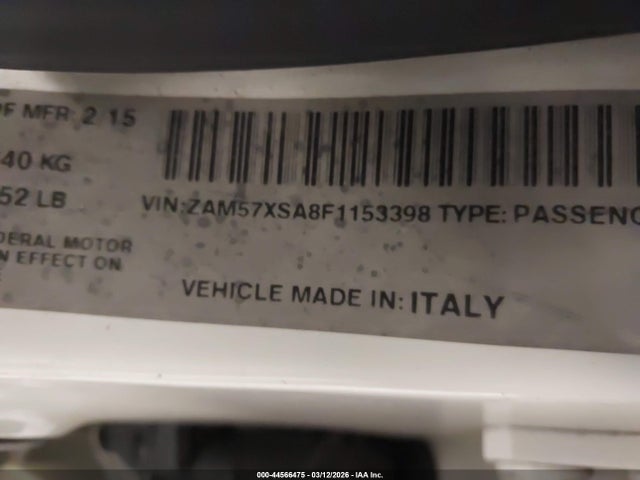 OF MFR: 2 15
40 KG
52 LB
VIN:ZAM57XSA8F1153398 TYPE: PASSENG
DERAL MOTOR
N EFFECT ON
VEHICLE MADE IN: ITALY
000-44566475 - 03/12/2026 - IAA Inc.